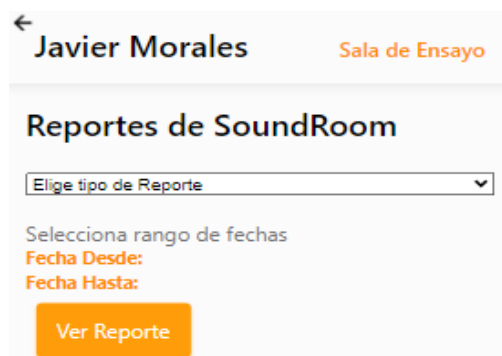 Javier Morales
Sala de Ensayo
Reportes de SoundRoom
Elige tipo de Reporte
Selecciona rango de fechas
Fecha Desde:
Fecha Hasta:
Ver Reporte